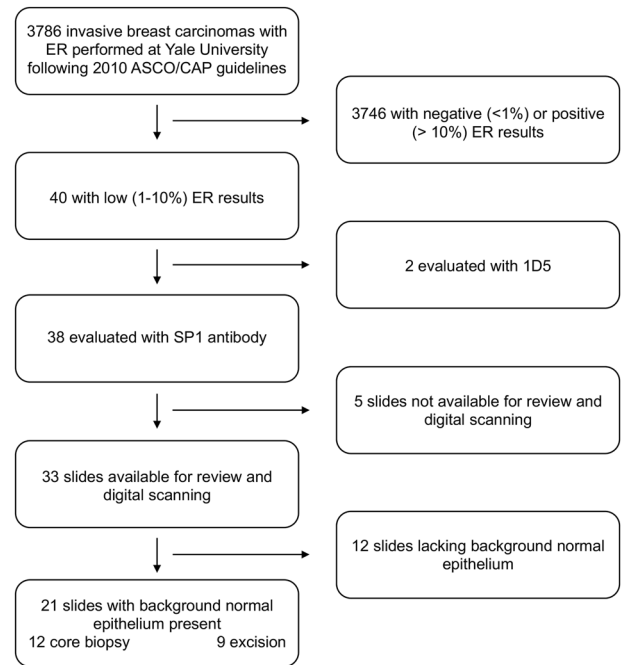 3786 invasive breast carcinomas with
ER performed at Yale University
following 2010 ASCO/CAP guidelines
3746 with negative (<1%) or positive
(> 10%) ER results
40 with low (1-10%) ER results
2 evaluated with 1D5
38 evaluated with SP1 antibody
5 slides not available for review and
digital scanning
33 slides available for review and
digital scanning
12 slides lacking background normal
epithelium
21 slides with background normal
epithelium present
12 core biopsy 9 excision